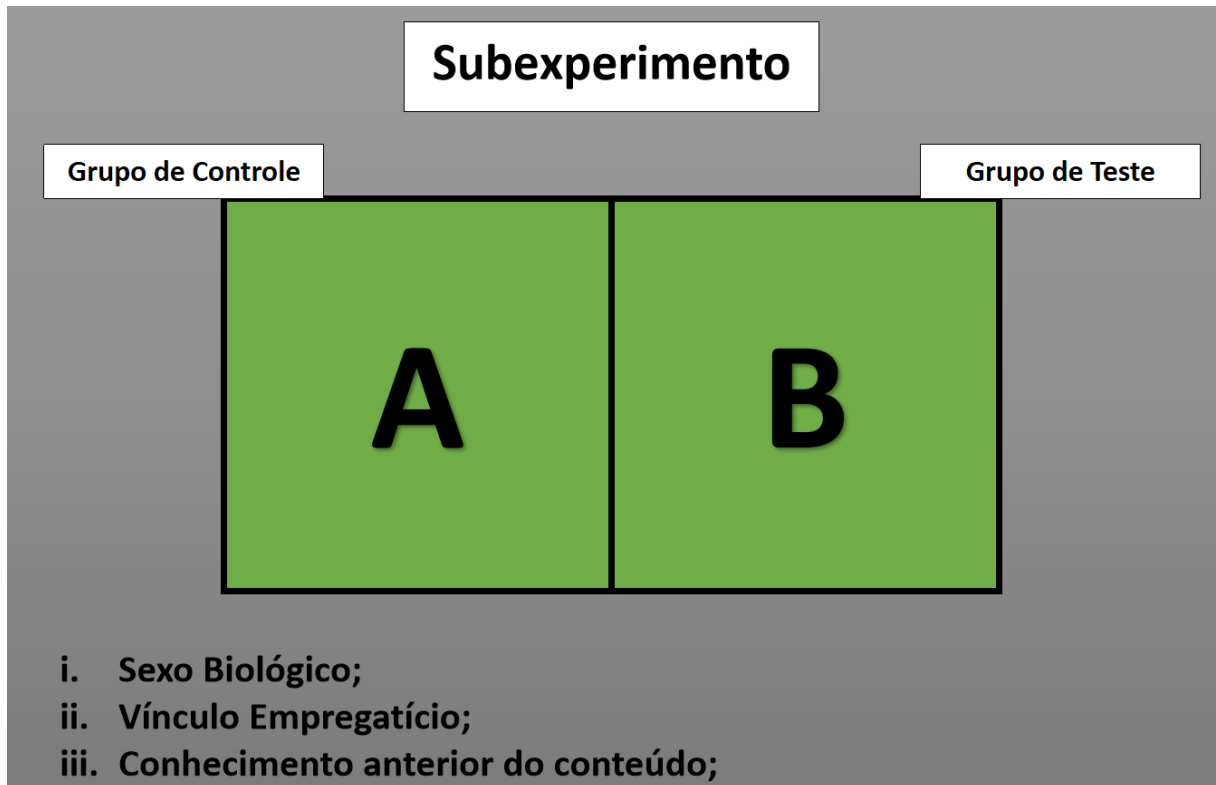 Subexperimento
Grupo de Controle
Grupo de Teste
A
B
i. Sexo Biológico;
ii. Vínculo Empregatício;
iii. Conhecimento anterior do conteúdo;